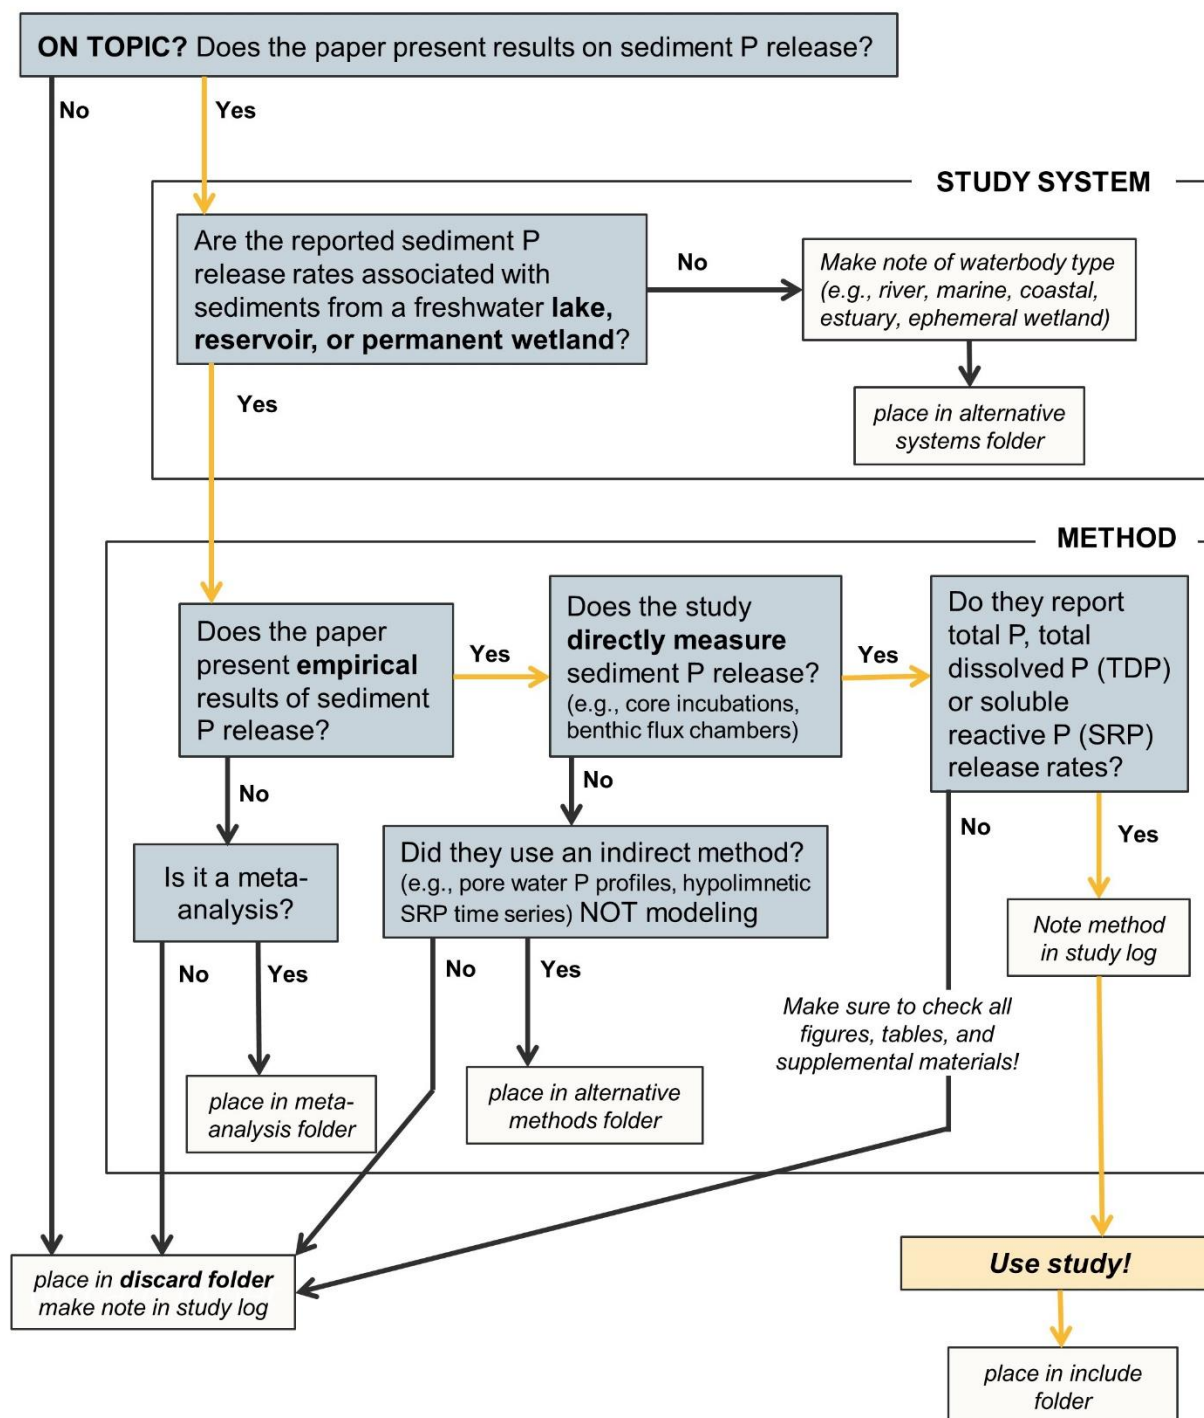 ON TOPIC? Does the paper present results on sediment P release?
No
Yes
STUDY SYSTEM
Are the reported sediment P
release rates associated with
sediments from a freshwater lake,
reservoir, or permanent wetland?
No
Make note of waterbody type
(e.g., river, marine, coastal,
estuary, ephemeral wetland)
place in alternative
systems folder
Yes
METHOD
Does the paper
present empirical
results of sediment
P release?
Yes
Does the study
directly measure
sediment P release?
(e.g., core incubations,
benthic flux chambers)
Yes
Do they report
total P, total
dissolved P (TDP)
or soluble
reactive P (SRP)
release rates?
No
Is it a meta-
analysis?
No
Yes
place in meta-
analysis folder
No
Did they use an indirect method?
(e.g., pore water P profiles, hypolimnetic
SRP time series) NOT modeling
No
Yes
place in alternative
methods folder
No
Make sure to check all
figures, tables, and
supplemental materials!
Yes
Note method
in study log
place in discard folder
make note in study log
Use study!
place in include
folder